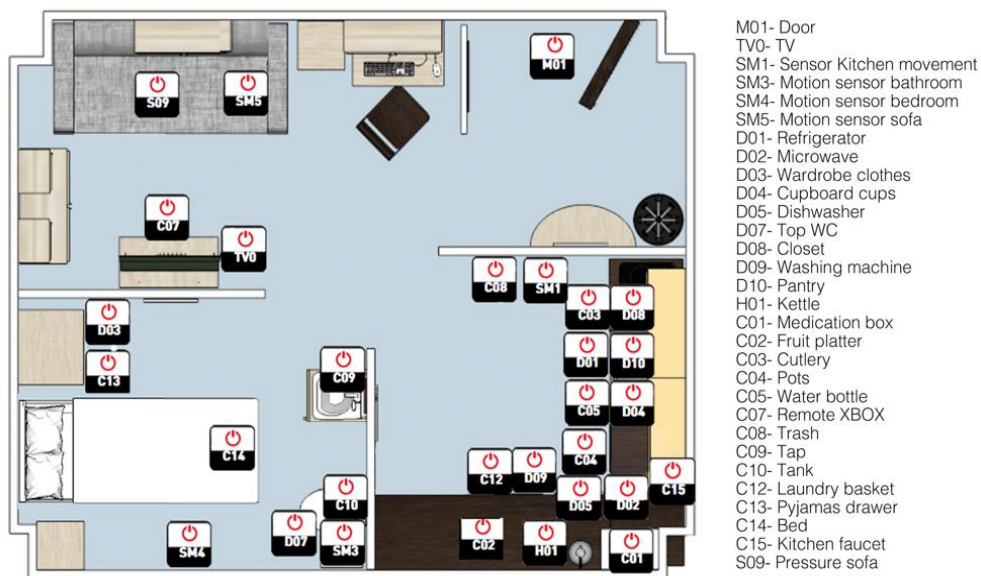 M01- Door
TV0- TV
SM1- Sensor Kitchen movement
SM3- Motion sensor bathroom
SM4- Motion sensor bedroom
SM5- Motion sensor sofa
D01- Refrigerator
D02- Microwave
D03- Wardrobe clothes
D04- Cupboard cups
D05- Dishwasher
D07- Top WC
D08- Closet
D09- Washing machine
D10- Pantry
H01- Kettle
C01- Medication box
C02- Fruit platter
C03- Cutlery
C04- Pots
C05- Water bottle
C07- Remote XBOX
C08- Trash
C09- Tap
C10- Tank
C12- Laundry basket
C13- Pyjamas drawer
C14- Bed
C15- Kitchen faucet
S09- Pressure sofa
M01
S09
SM5
C07
TV0
C08
SM1
C03
D08
D03
D01
D10
C13
C09
C05
D04
C14
C04
C12
D09
C15
C10
D05
D02
D07
SM3
SM4
C02
H01
C01